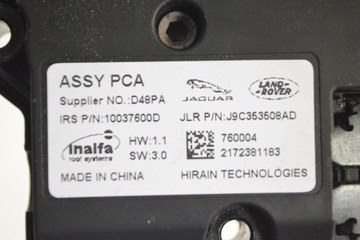 ASSY PCA
JAGUAR
LAND-
ROVER
Supplier NO.:D48PA
IRS P/N:10037600D
JLR P/N:J9C353608AD
inalfa
roof systems
HW:1.1
SW:3.0
760004
2172381183
MADE IN CHINA
HIRAIN TECHNOLOGIES